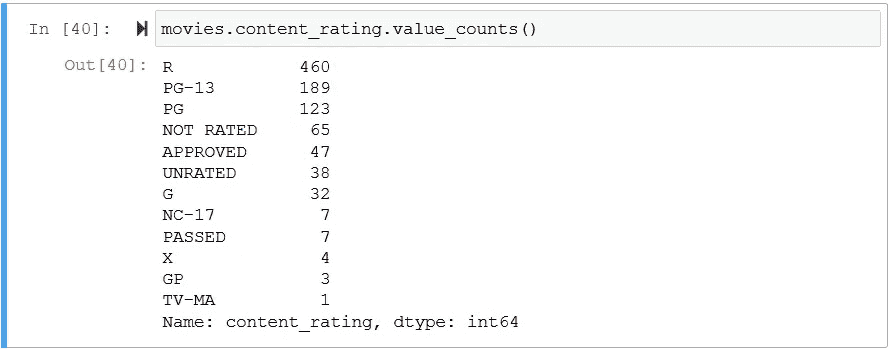 In [40]: movies.content_rating.value_counts()
Out[40]: R 460
PG-13 189
PG 123
NOT RATED 65
APPROVED 47
UNRATED 38
G 32
NC-17 7
PASSED 7
X 4
GP 3
TV-MA 1
Name: content_rating, dtype: int64